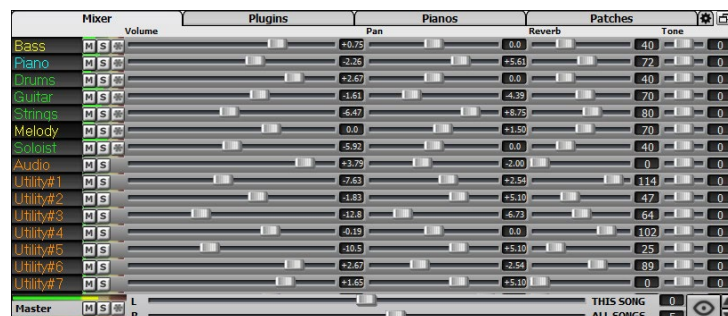 Mixer Plugins Pianos Patches
Volume Pan Reverb Tone
Bass M S +0.75 0.0 40 0
Piano M S -2.26 +5.61 72 0
Drums M S +2.67 0.0 40 0
Guitar M S -1.61 -4.39 70 0
Strings M S -6.47 +8.75 80 0
Melody M S 0.0 +1.50 70 0
Soloist M S -5.92 0.0 40 0
Audio M S +3.79 -2.00 0 0
Utility#1 M S -7.63 +2.54 114 0
Utility#2 M S -1.83 +5.10 47 0
Utility#3 M S -12.8 -6.73 64 0
Utility#4 M S -0.19 0.0 102 0
Utility#5 M S -10.5 +5.10 25 0
Utility#6 M S +2.67 -2.54 89 0
Utility#7 M S +1.65 +5.10 0 0
Master M S L THIS SONG 0
R ALL SONGS 5